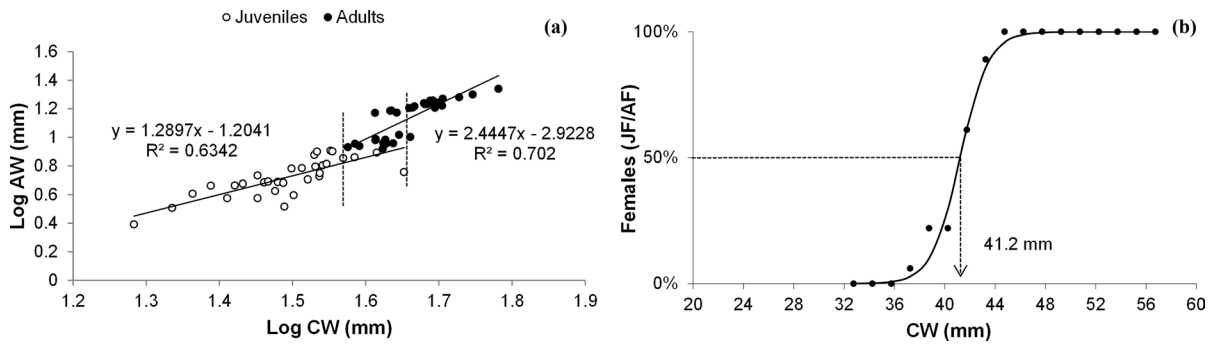 ○ Juveniles ● Adults
(a)
Log AW (mm)
1.6
1.4
1.2
1
0.8
0.6
0.4
0.2
0
y = 1.2897x - 1.2041
R² = 0.6342
y = 2.4447x - 2.9228
R² = 0.702
1.2 1.3 1.4 1.5 1.6 1.7 1.8 1.9
Log CW (mm)
(b)
Females (JF/AF)
100%
50%
0%
41.2 mm
20 24 28 32 36 40 44 48 52 56 60
CW (mm)